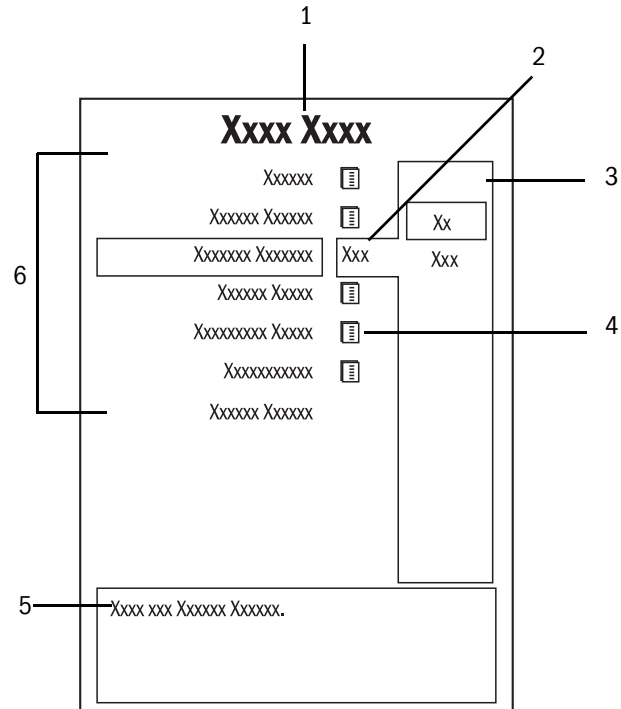 1
2
Xxxx Xxxx
Xxxxxx
3
Xxxxxx Xxxxxx
Xx
Xxxxxxx Xxxxxxx Xxx Xxx
6
Xxxxxx Xxxxx
Xxxxxxxxx Xxxxx
4
Xxxxxxxxxxx
Xxxxxx Xxxxxx
5 Xxxx xxx Xxxxxx Xxxxxx.